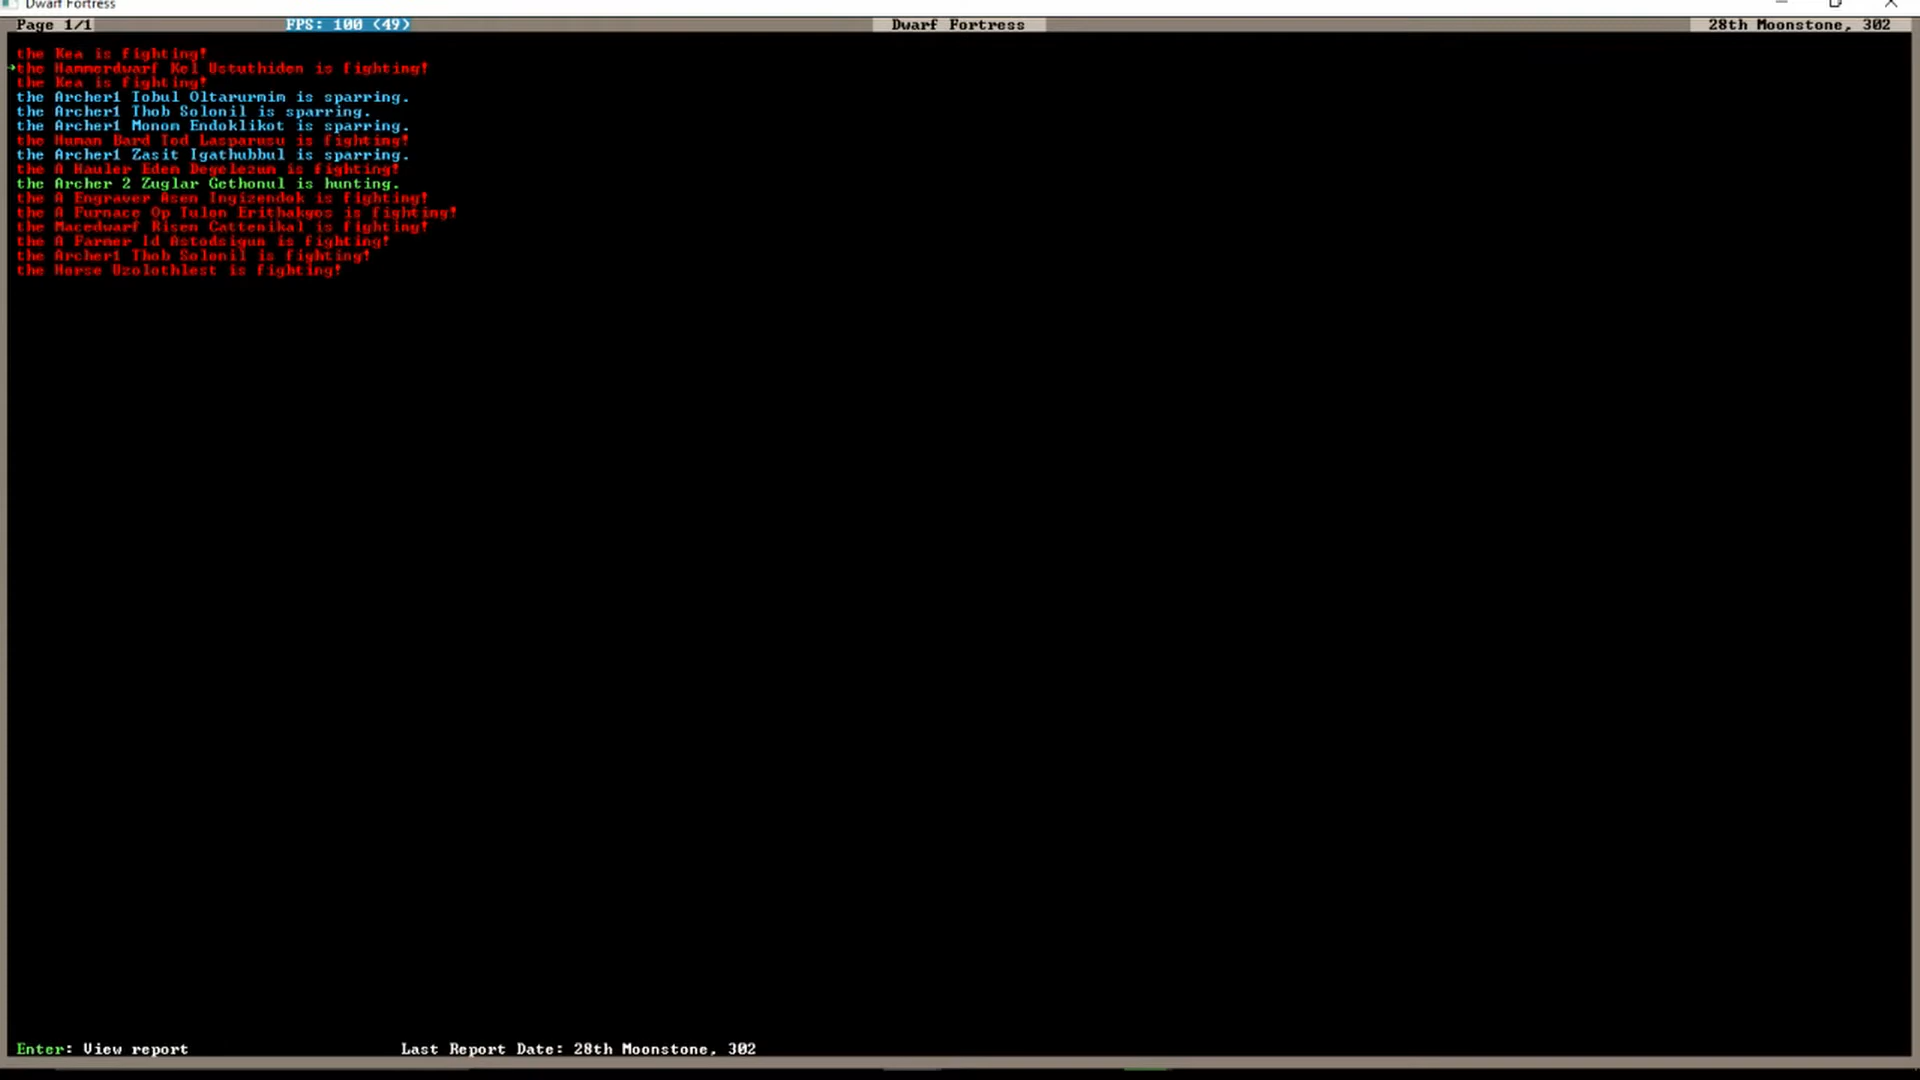 Dwarf Fortress
Page 1/1 FPS: 100 (49) Dwarf Fortress 28th Moonstone, 302
the Kea is fighting!
the Hammerdwarf Kel Ustuthiden is fighting!
the Kea is fighting!
the Archer1 Iobul Oltarurmim is sparring.
the Archer1 Thob Solonil is sparring.
the Archer1 Monom Endoklikot is sparring.
the Human Bard Tod Lasparusu is fighting!
the Archer1 Zasit Igathubbul is sparring.
the A Hauler Edem Degelezum is fighting!
the Archer 2 Zuglar Gethonul is hunting.
the A Engraver Asen Ingizendok is fighting!
the A Furnace Op Tulon Erithakgos is fighting!
the Macedwarf Risen Cattenikal is fighting!
the A Farmer Id Astodsigun is fighting!
the Archer1 Thob Solonil is fighting!
the Horse Uzolothlest is fighting!
Enter: View report Last Report Date: 28th Moonstone, 302